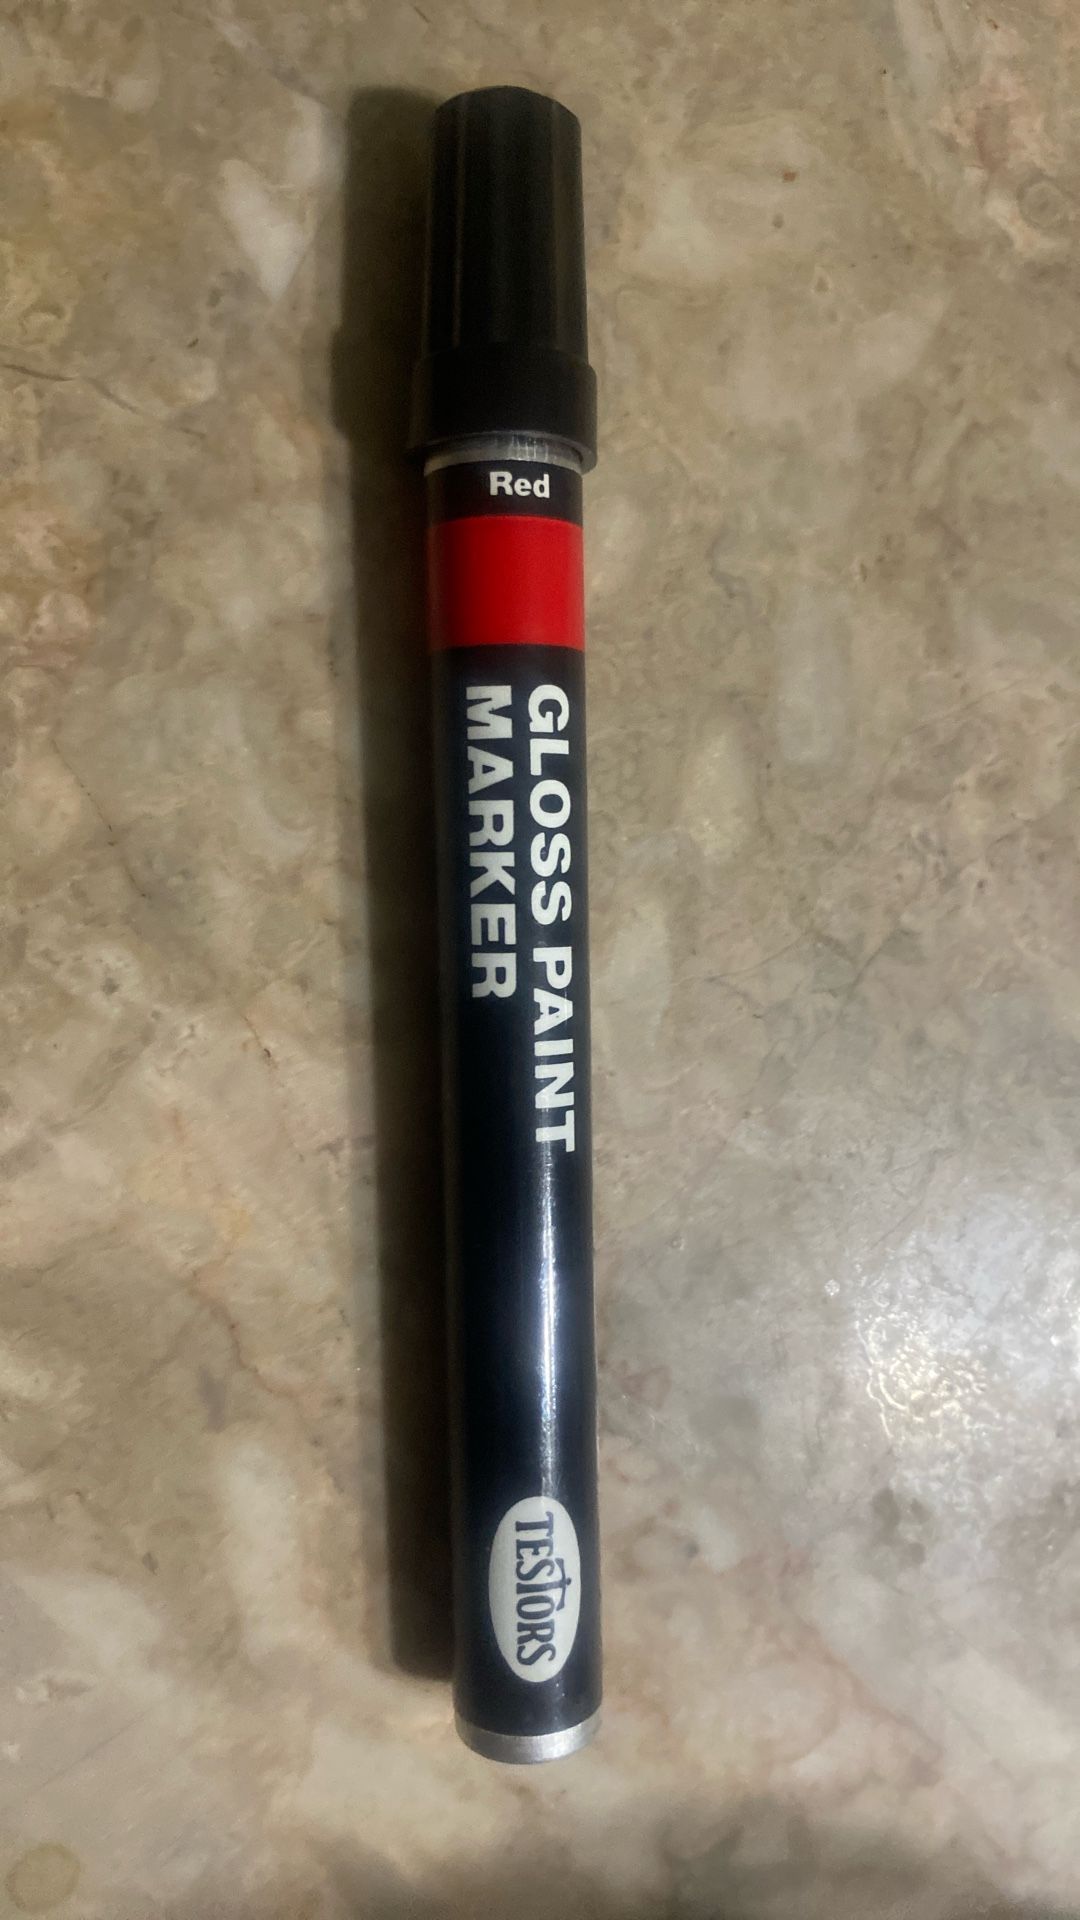 Red
GLOSS PAINT
MARKER
TESTORS